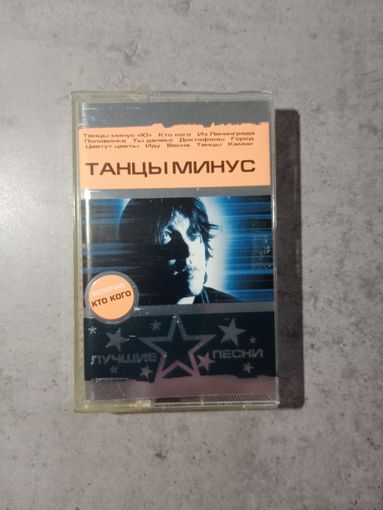 Танцы минус «Ю» Кто кого Из Ленинграда
Половинка Ты далеко Диктофоны Город
Цветут цветы Иду Весна Танцы Камни
ТАНЦЫ МИНУС
ВКЛЮЧАЯ
КТО КОГО
ЛУЧШИЕ ПЕСНИ